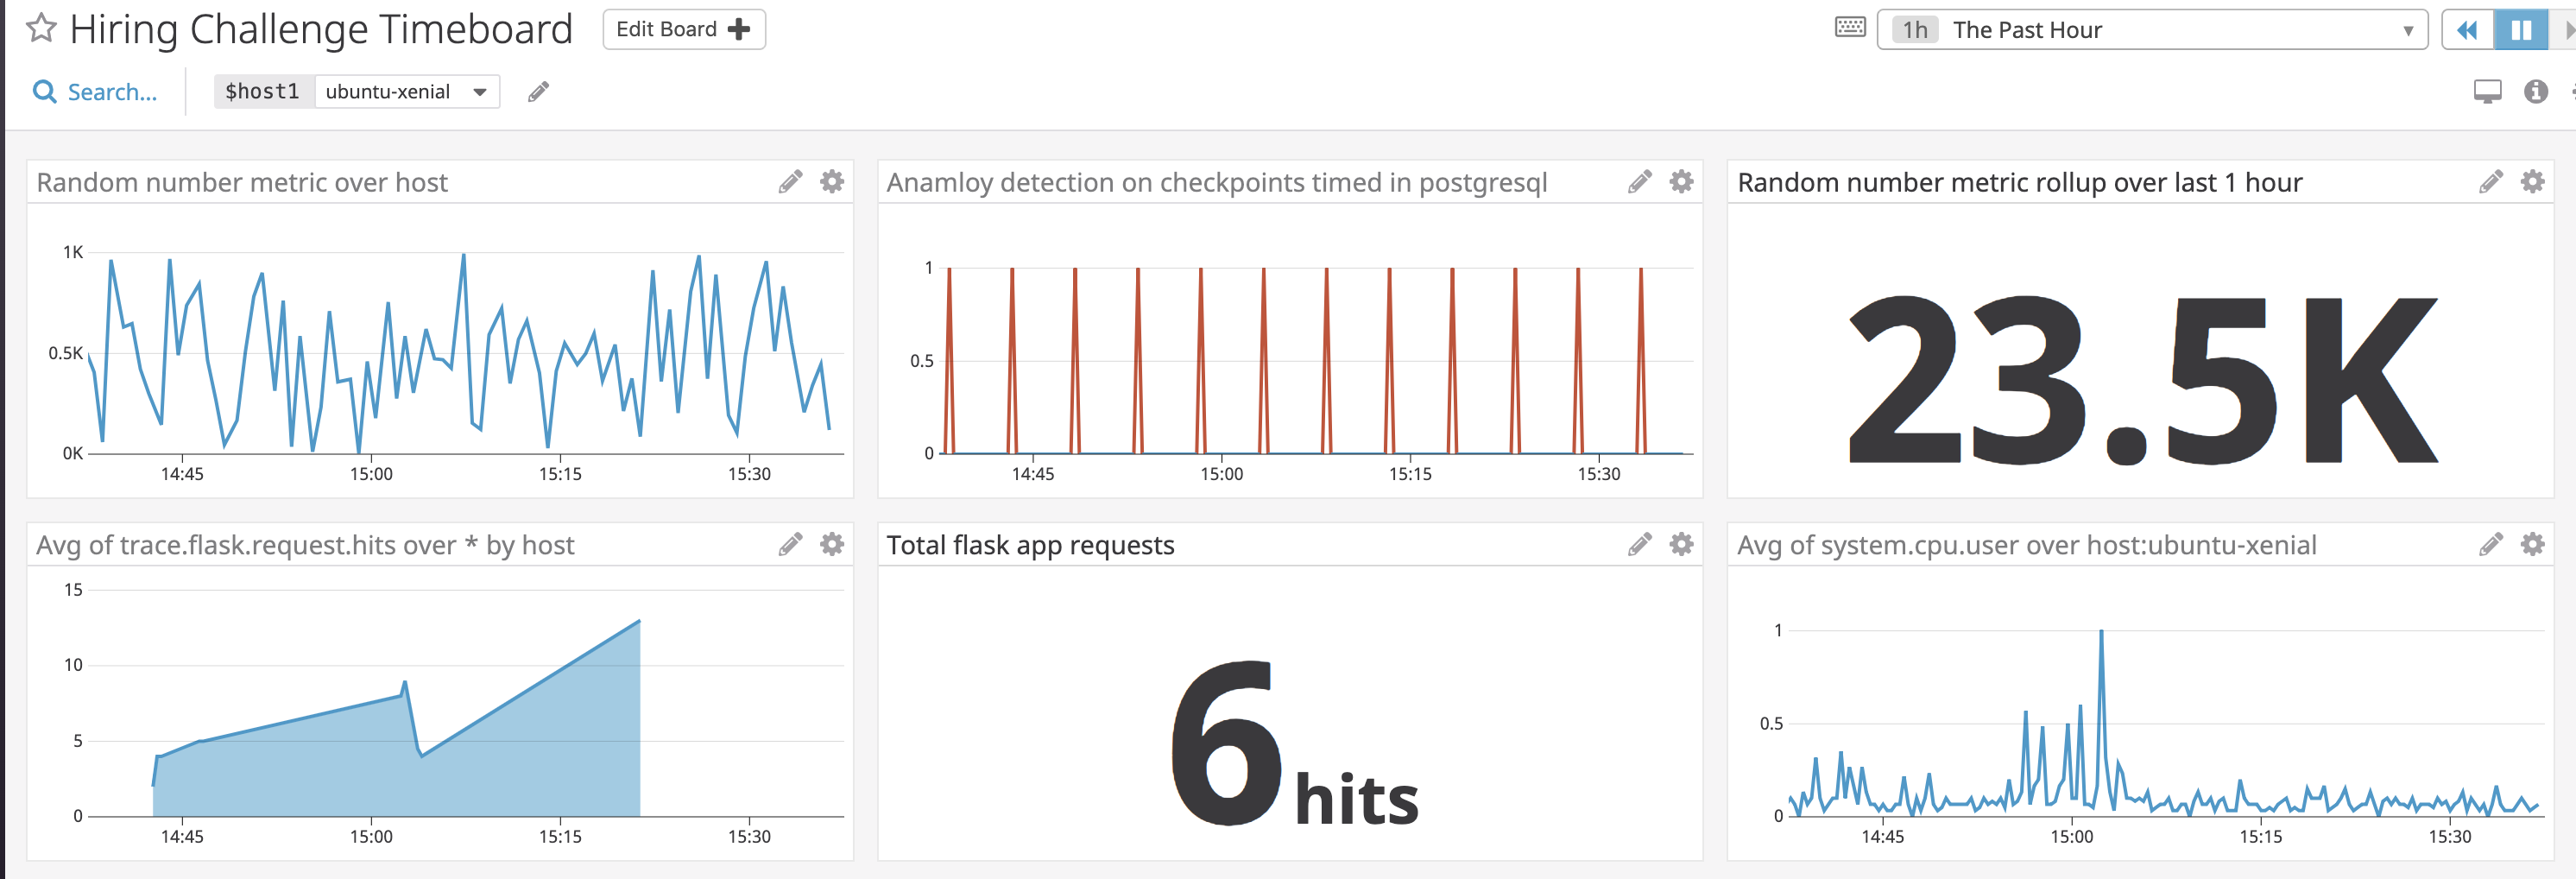 Hiring Challenge Timeboard
Edit Board
1h The Past Hour
Search...
$host1 ubuntu-xenial
Random number metric over host
1K
0.5K
0K
14:45 15:00 15:15 15:30
Anamloy detection on checkpoints timed in postgresql
1
0.5
0
14:45 15:00 15:15 15:30
Random number metric rollup over last 1 hour
23.5K
Avg of trace.flask.request.hits over * by host
15
10
5
0
14:45 15:00 15:15 15:30
Total flask app requests
6 hits
Avg of system.cpu.user over host:ubuntu-xenial
1
0.5
0
14:45 15:00 15:15 15:30